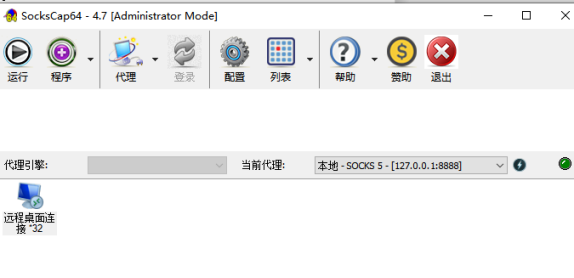 SocksCap64 - 4.7 [Administrator Mode]
运行 程序 代理 登录 配置 列表 帮助 赞助 退出
代理引擎: 当前代理: 本地 - SOCKS 5 - [127.0.0.1:8888]
远程桌面连
接 *32